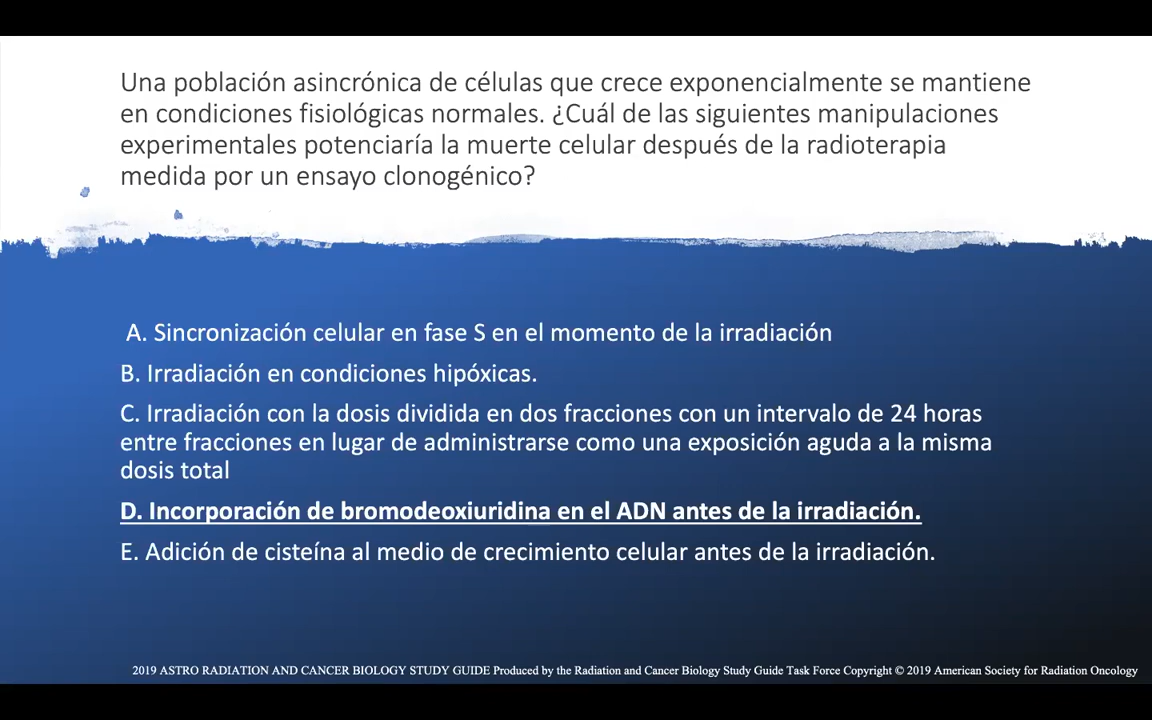 Una población asincrónica de células que crece exponencialmente se mantiene
en condiciones fisiológicas normales. ¿Cuál de las siguientes manipulaciones
experimentales potenciaría la muerte celular después de la radioterapia
medida por un ensayo clonogénico?
A. Sincronización celular en fase S en el momento de la irradiación
B. Irradiación en condiciones hipóxicas.
C. Irradiación con la dosis dividida en dos fracciones con un intervalo de 24 horas
entre fracciones en lugar de administrarse como una exposición aguda a la misma
dosis total
D. Incorporación de bromodeoxiuridina en el ADN antes de la irradiación.
E. Adición de cisteína al medio de crecimiento celular antes de la irradiación.
2019 ASTRO RADIATION AND CANCER BIOLOGY STUDY GUIDE Produced by the Radiation and Cancer Biology Study Guide Task Force Copyright © 2019 American Society for Radiation Oncology